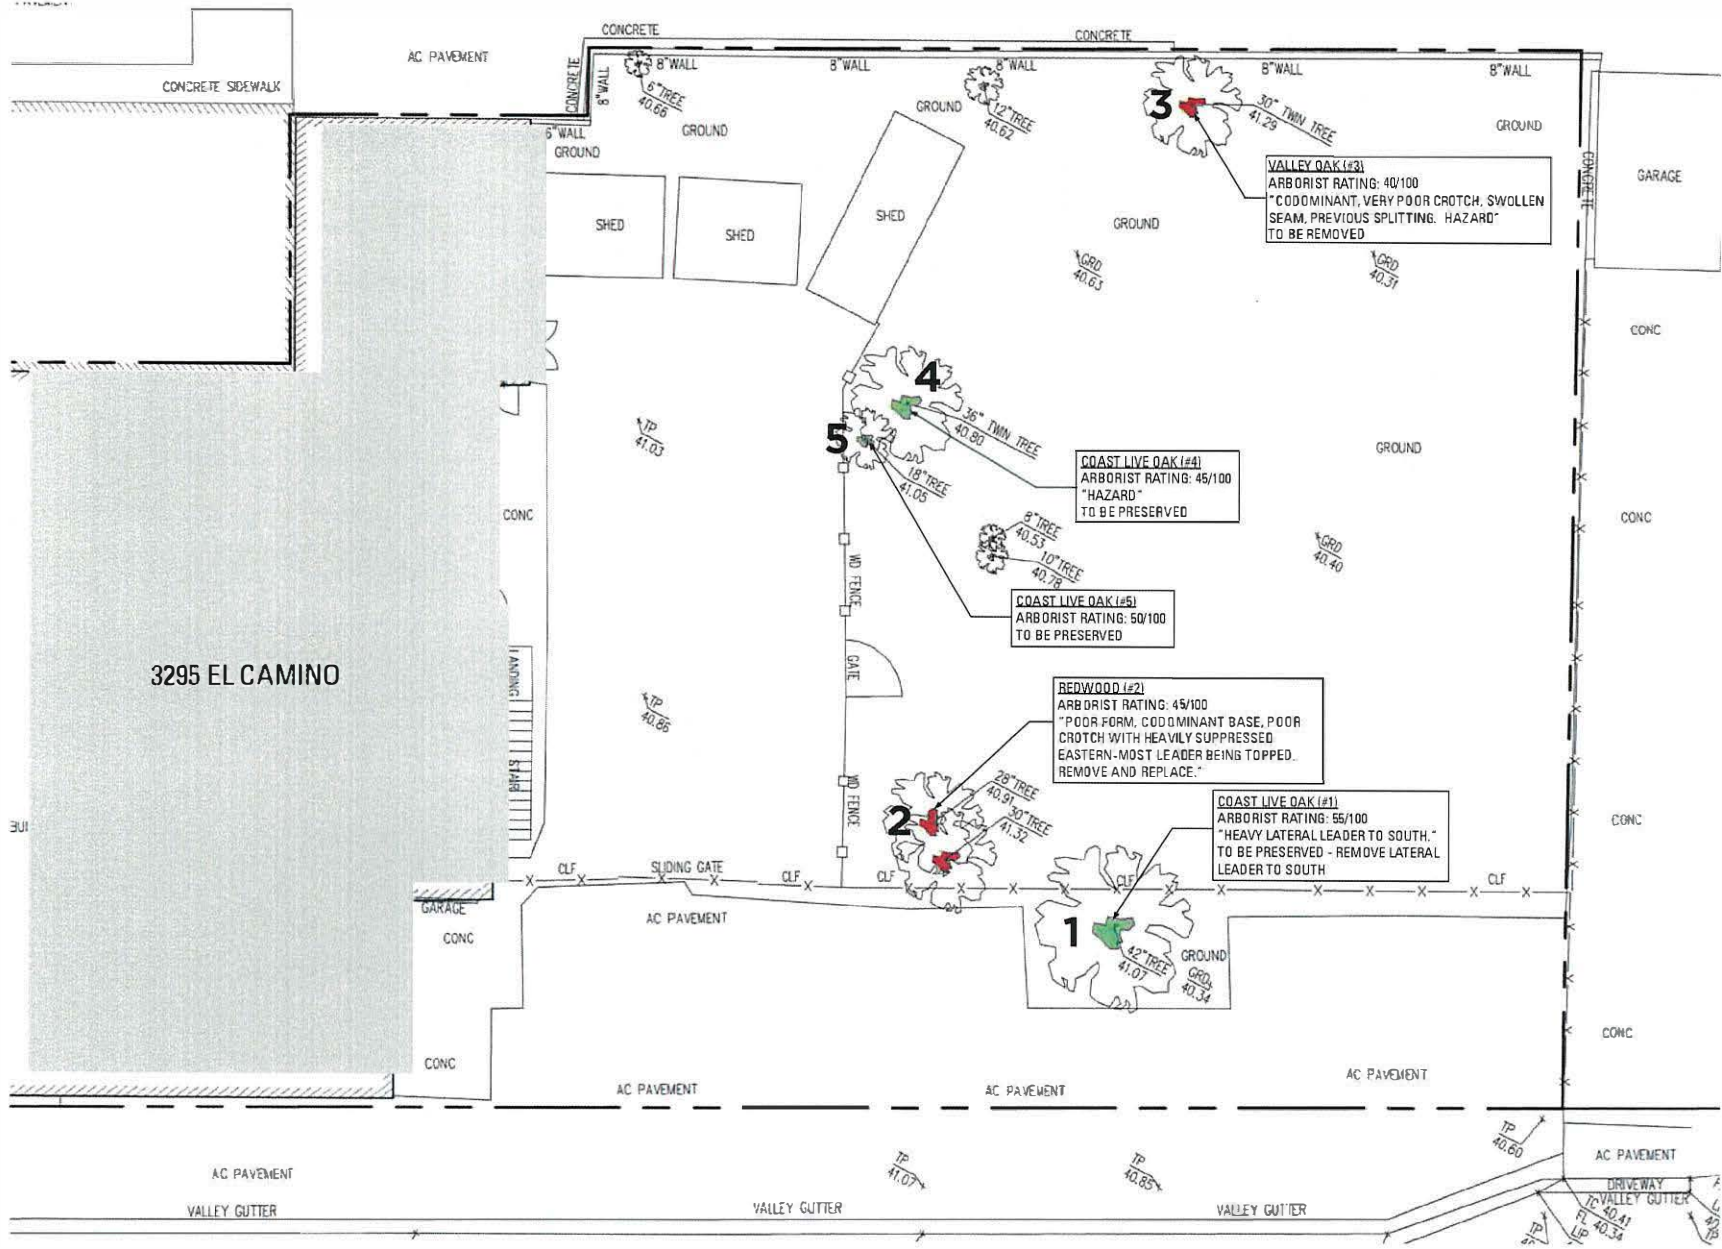 CONCRETE
CONCRETE
AC PAVEMENT
CONCRETE SIDEWALK
CONCRETE
8"WALL
8"WALL
8"WALL
8"WALL
8"WALL
8"WALL
6"TREE
40.66
12"TREE
40.62
3
30" TWIN TREE
41.29
6"WALL
GROUND
GROUND
GROUND
GROUND
CONCRETE
GARAGE
VALLEY OAK (#3)
ARBORIST RATING: 40/100
"CODOMINANT, VERY POOR CROTCH, SWOLLEN
SEAM, PREVIOUS SPLITTING. HAZARD"
TO BE REMOVED
SHED
SHED
SHED
GROUND
GRD
40.63
GRD
40.31
CONC
4
36" TWIN TREE
40.80
5
18"TREE
41.05
TP
41.03
GROUND
COAST LIVE OAK (#4)
ARBORIST RATING: 45/100
"HAZARD"
TO BE PRESERVED
CONC
CONC
8"TREE
40.53
10"TREE
40.78
GRD
40.40
WD FENCE
COAST LIVE OAK (#5)
ARBORIST RATING: 50/100
TO BE PRESERVED
3295 EL CAMINO
LANDING
GATE
TP
40.86
REDWOOD (#2)
ARBORIST RATING: 45/100
"POOR FORM, CODOMINANT BASE, POOR
CROTCH WITH HEAVILY SUPPRESSED
EASTERN-MOST LEADER BEING TOPPED..
REMOVE AND REPLACE."
STAIR
WD FENCE
2
28"TREE
40.91
30"TREE
41.32
COAST LIVE OAK (#1)
ARBORIST RATING: 55/100
"HEAVY LATERAL LEADER TO SOUTH."
TO BE PRESERVED - REMOVE LATERAL
LEADER TO SOUTH
CONC
BUI
CLF
SLIDING GATE
CLF
CLF
CLF
CLF
GARAGE
CONC
AC PAVEMENT
1
42"TREE
41.07
GROUND
GRD
40.34
CONC
CONC
AC PAVEMENT
AC PAVEMENT
AC PAVEMENT
AC PAVEMENT
TP
41.07
TP
40.85
TP
40.60
AC PAVEMENT
DRIVEWAY
VALLEY GUTTER
VALLEY GUTTER
VALLEY GUTTER
VALLEY GUTTER
TC 40.41
FL 40.34
LIP
TP
TP